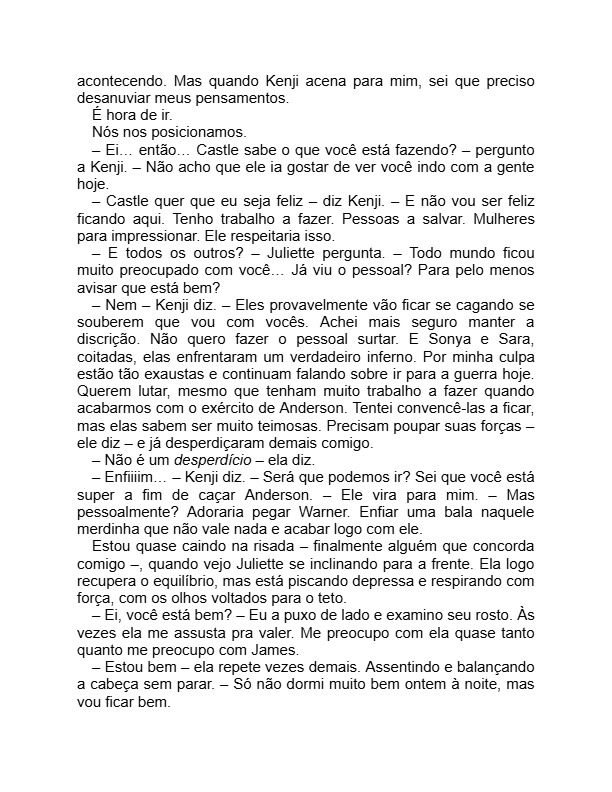 acontecendo. Mas quando Kenji acena para mim, sei que preciso
desanuviar meus pensamentos.
É hora de ir.
Nós nos posicionamos.
– Ei… então… Castle sabe o que você está fazendo? – pergunto
a Kenji. – Não acho que ele ia gostar de ver você indo com a gente
hoje.
– Castle quer que eu seja feliz – diz Kenji. – E não vou ser feliz
ficando aqui. Tenho trabalho a fazer. Pessoas a salvar. Mulheres
para impressionar. Ele respeitaria isso.
– E todos os outros? – Juliette pergunta. – Todo mundo ficou
muito preocupado com você… Já viu o pessoal? Para pelo menos
avisar que está bem?
– Nem – Kenji diz. – Eles provavelmente vão ficar se cagando se
souberem que vou com vocês. Achei mais seguro manter a
discrição. Não quero fazer o pessoal surtar. E Sonya e Sara,
coitadas, elas enfrentaram um verdadeiro inferno. Por minha culpa
estão tão exaustas e continuam falando sobre ir para a guerra hoje.
Querem lutar, mesmo que tenham muito trabalho a fazer quando
acabarmos com o exército de Anderson. Tentei convencê-las a ficar,
mas elas sabem ser muito teimosas. Precisam poupar suas forças –
ele diz – e já desperdiçaram demais comigo.
– Não é um desperdício – ela diz.
– Enfiiiim… – Kenji diz. – Será que podemos ir? Sei que você está
super a fim de caçar Anderson. – Ele vira para mim. – Mas
pessoalmente? Adoraria pegar Warner. Enfiar uma bala naquele
merdinha que não vale nada e acabar logo com ele.
Estou quase caindo na risada – finalmente alguém que concorda
comigo –, quando vejo Juliette se inclinando para a frente. Ela logo
recupera o equilíbrio, mas está piscando depressa e respirando com
força, com os olhos voltados para o teto.
– Ei, você está bem? – Eu a puxo de lado e examino seu rosto. Às
vezes ela me assusta pra valer. Me preocupo com ela quase tanto
quanto me preocupo com James.
– Estou bem – ela repete vezes demais. Assentindo e balançando
a cabeça sem parar. – Só não dormi muito bem ontem à noite, mas
vou ficar bem.